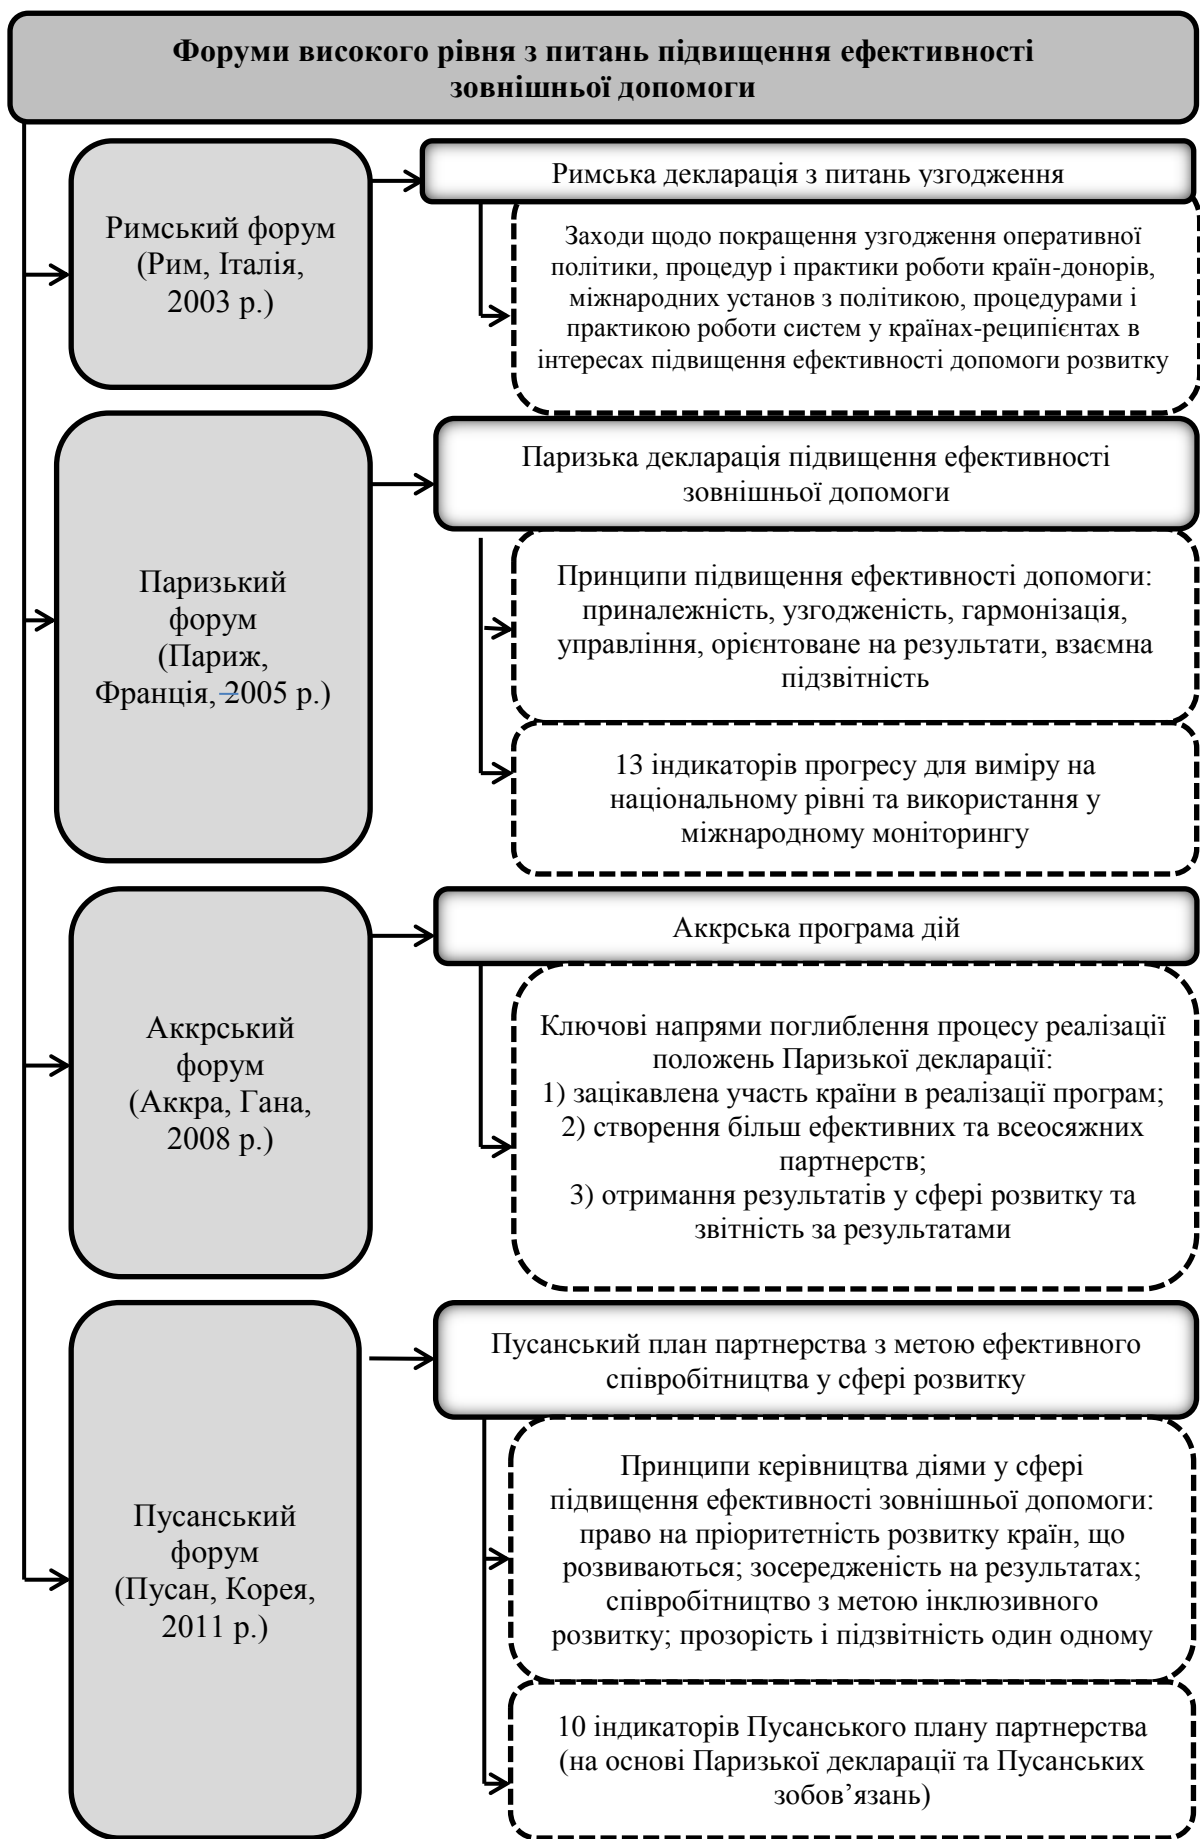 Форуми високого рівня з питань підвищення ефективності
зовнішньої допомоги
Римський форум
(Рим, Італія,
2003 р.)
Римська декларація з питань узгодження
Заходи щодо покращення узгодження оперативної
політики, процедур і практики роботи країн-донорів,
міжнародних установ з політикою, процедурами і
практикою роботи систем у країнах-реципієнтах в
інтересах підвищення ефективності допомоги розвитку
Паризький
форум
(Париж,
Франція, 2005 р.)
Паризька декларація підвищення ефективності
зовнішньої допомоги
Принципи підвищення ефективності допомоги:
приналежність, узгодженість, гармонізація,
управління, орієнтоване на результати, взаємна
підзвітність
13 індикаторів прогресу для виміру на
національному рівні та використання у
міжнародному моніторингу
Аккрський
форум
(Аккра, Гана,
2008 р.)
Аккрська програма дій
Ключові напрями поглиблення процесу реалізації
положень Паризької декларації:
1) зацікавлена участь країни в реалізації програм;
2) створення більш ефективних та всеосяжних
партнерств;
3) отримання результатів у сфері розвитку та
звітність за результатами
Пусанський
форум
(Пусан, Корея,
2011 р.)
Пусанський план партнерства з метою ефективного
співробітництва у сфері розвитку
Принципи керівництва діями у сфері
підвищення ефективності зовнішньої допомоги:
право на пріоритетність розвитку країн, що
розвиваються; зосередженість на результатах;
співробітництво з метою інклюзивного
розвитку; прозорість і підзвітність один одному
10 індикаторів Пусанського плану партнерства
(на основі Паризької декларації та Пусанських
зобов’язань)